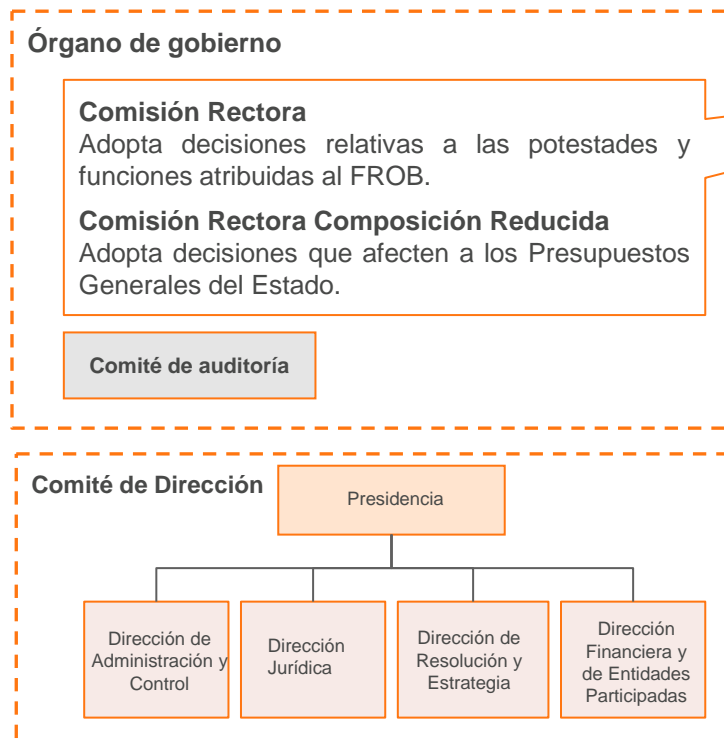 Órgano de gobierno
Comisión Rectora
Adopta decisiones relativas a las potestades y
funciones atribuidas al FROB.
Comisión Rectora Composición Reducida
Adopta decisiones que afecten a los Presupuestos
Generales del Estado.
Comité de auditoría
Comité de Dirección
Presidencia
Dirección de
Administración y
Control
Dirección
Jurídica
Dirección de
Resolución y
Estrategia
Dirección
Financiera y
de Entidades
Participadas